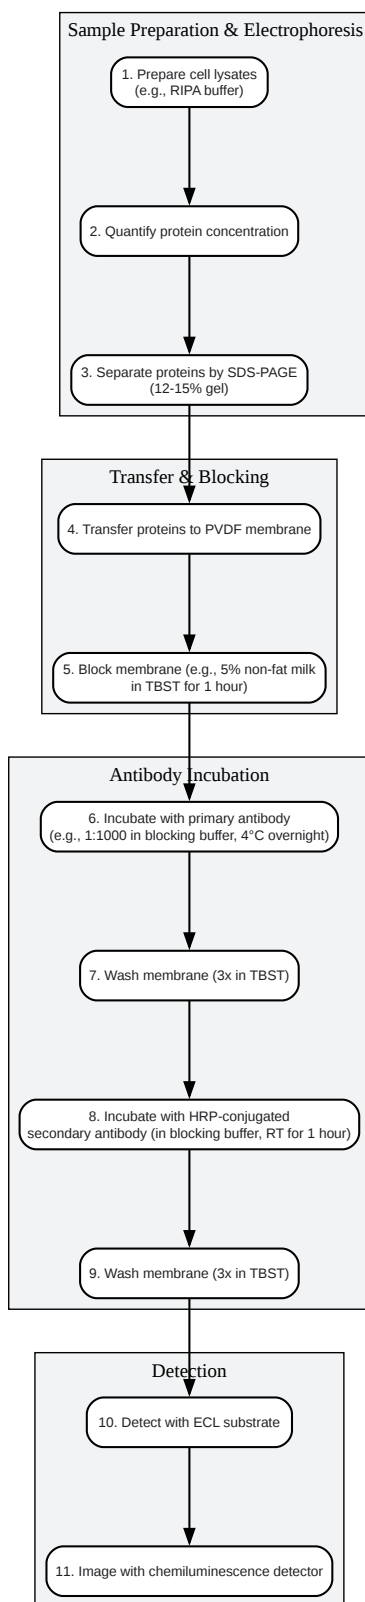 Sample Preparation & Electrophoresis
1. Prepare cell lysates
(e.g., RIPA buffer)
2. Quantify protein concentration
3. Separate proteins by SDS-PAGE
(12-15% gel)
Transfer & Blocking
4. Transfer proteins to PVDF membrane
5. Block membrane (e.g., 5% non-fat milk
in TBST for 1 hour)
Antibody Incubation
6. Incubate with primary antibody
(e.g., 1:1000 in blocking buffer, 4°C overnight)
7. Wash membrane (3x in TBST)
8. Incubate with HRP-conjugated
secondary antibody (in blocking buffer, RT for 1 hour)
9. Wash membrane (3x in TBST)
Detection
10. Detect with ECL substrate
11. Image with chemiluminescence detector